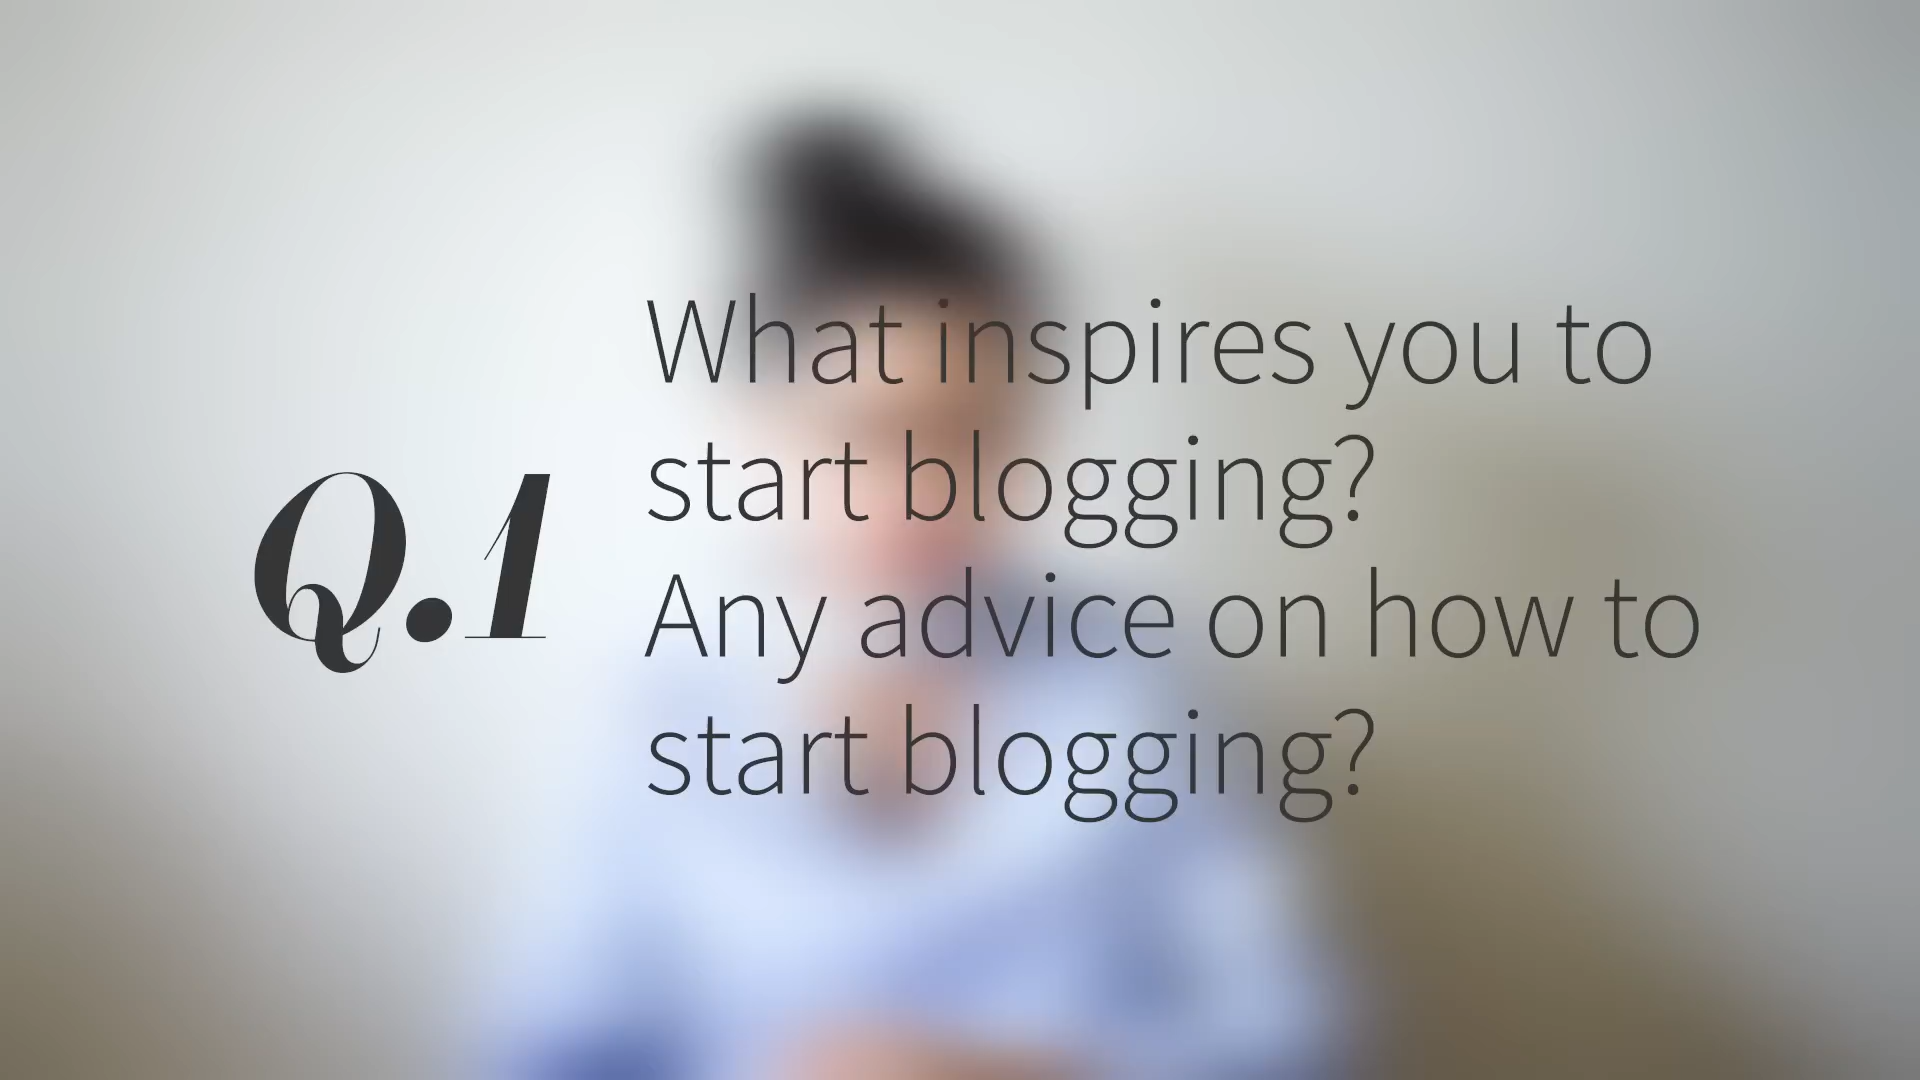 Q.1
What inspires you to
start blogging?
Any advice on how to
start blogging?